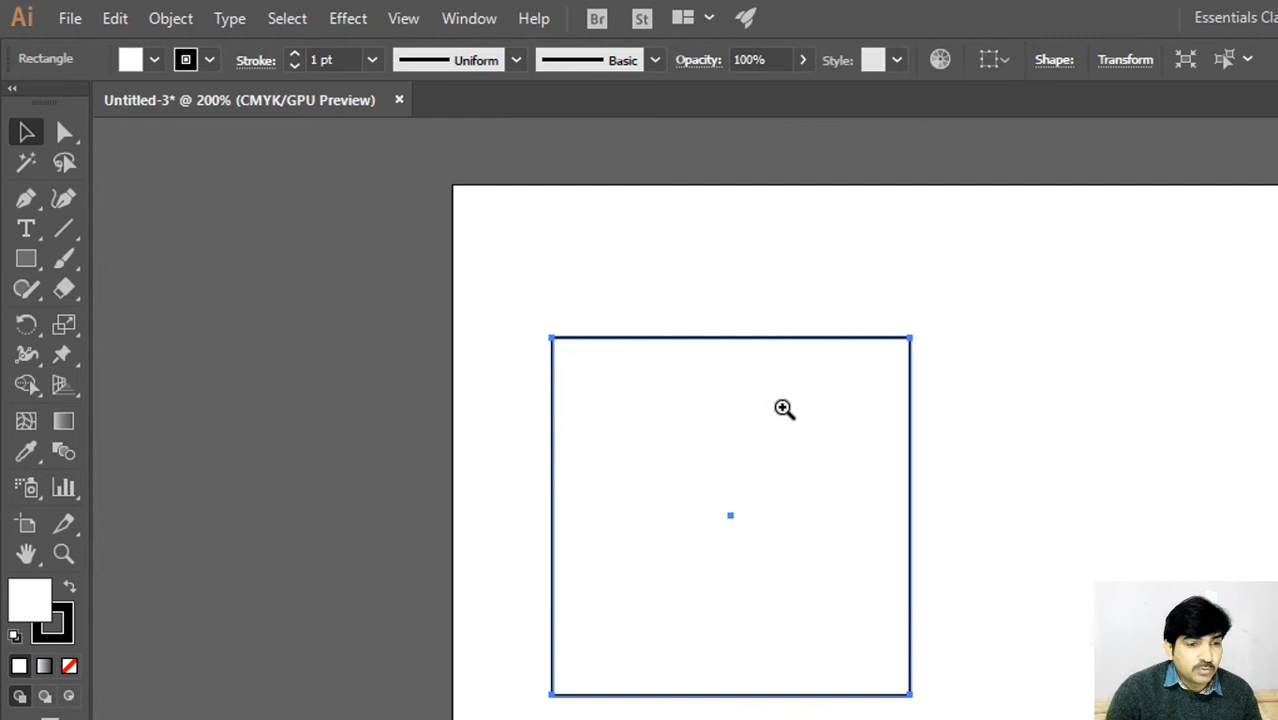 Ai File Edit Object Type Select Effect View Window Help Br St Essentials Cla
Rectangle Stroke: 1 pt Uniform Basic Opacity: 100% Style: Shape: Transform
Untitled-3* @ 200% (CMYK/GPU Preview) ×
T